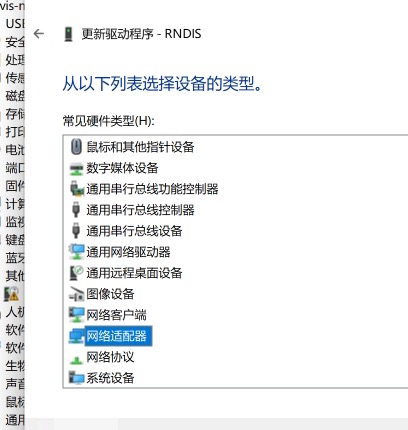 更新驱动程序 - RNDIS
从以下列表选择设备的类型。
常见硬件类型(H):
鼠标和其他指针设备
数字媒体设备
通用串行总线功能控制器
通用串行总线控制器
通用串行总线设备
通用网络驱动器
通用远程桌面设备
图像设备
网络客户端
网络适配器
网络协议
系统设备
vis-n
USB
安全
处理
传感
磁盘
存储
打印
电池
端口
固件
计算
监视
键盘
蓝牙
其他
人机
软件
软件
生物
声音
鼠标
通用